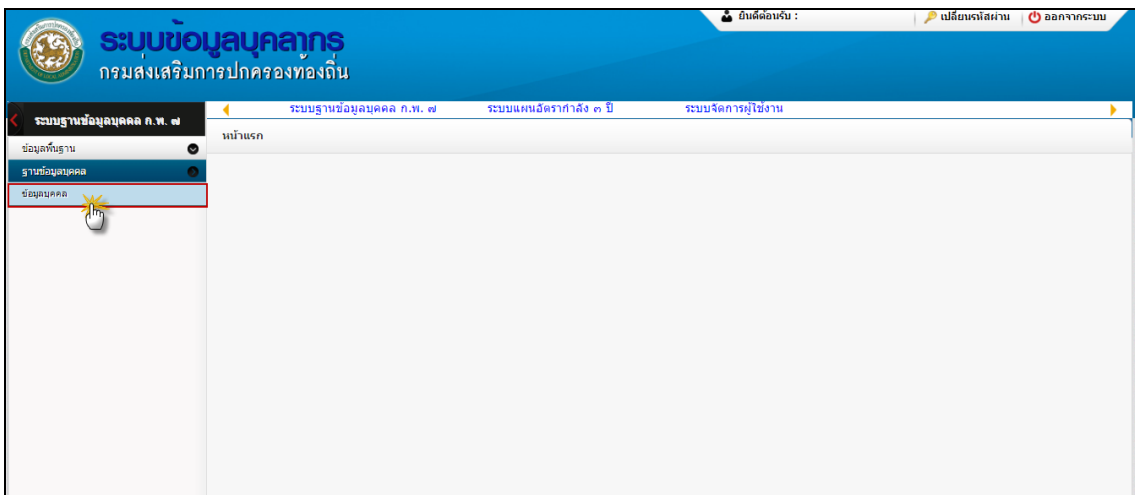 ยินดีต้อนรับ : เปลี่ยนรหัสผ่าน ออกจากระบบ
ระบบข้อมูลบุคลากร
กรมส่งเสริมการปกครองท้องถิ่น
ระบบฐานข้อมูลบุคคล ก.พ. ๗ ระบบแผนอัตรากำลัง ๓ ปี ระบบจัดการผู้ใช้งาน
ระบบฐานข้อมูลบุคคล ก.พ. ๗
หน้าแรก
ข้อมูลพื้นฐาน
ฐานข้อมูลบุคคล
ข้อมูลบุคคล